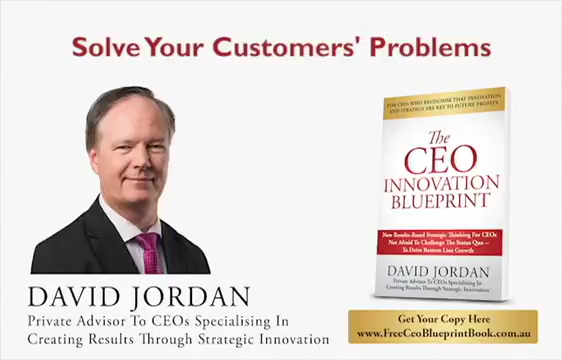 Solve Your Customers' Problems
FOR CEOs WHO RECOGNISE THAT INNOVATION
AND STRATEGY ARE KEY TO FUTURE PROFITS.
The
CEO
INNOVATION
BLUEPRINT
New Results-Based Strategic Thinking For CEOs
Not Afraid To Challenge The Status Quo —
To Drive Bottom Line Growth
DAVID JORDAN
Private Advisor To CEOs Specialising In
Creating Results Through Strategic Innovation
DAVID JORDAN
Private Advisor To CEOs Specialising In
Creating Results Through Strategic Innovation
Get Your Copy Here
www.FreeCeoBlueprintBook.com.au